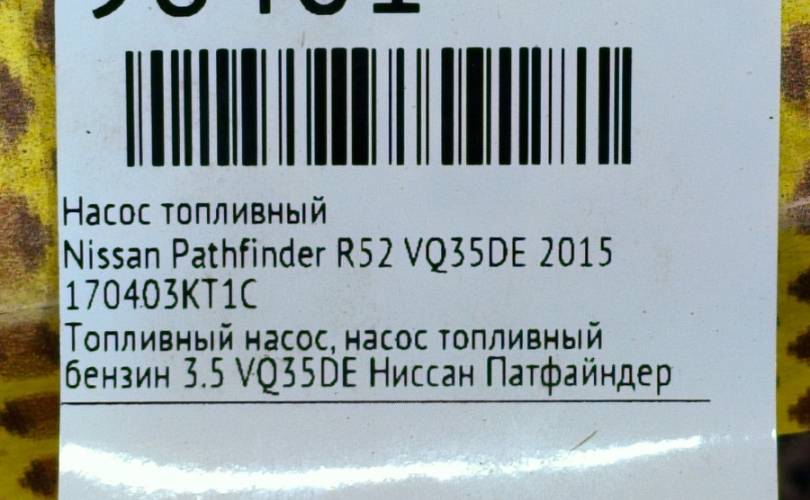 Насос топливный
Nissan Pathfinder R52 VQ35DE 2015
170403KT1C
Топливный насос, насос топливный
бензин 3.5 VQ35DE Ниссан Патфайндер